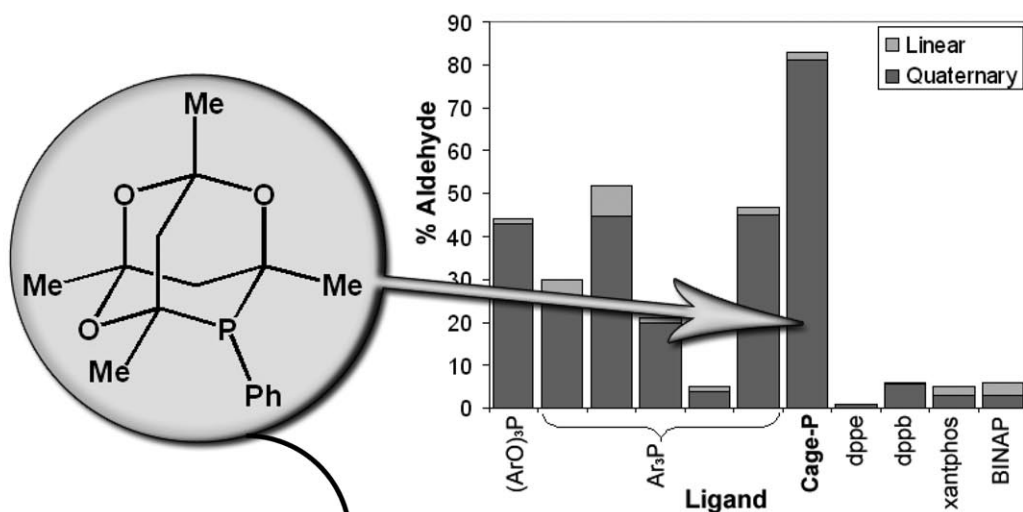 Me
O
O
Me
Me
O
P
Me
Ph
% Aldehyde
90
80
70
60
50
40
30
20
10
0
Linear
Quaternary
(ArO)₃P
Ar₃P
Cage-P
dppe
dppb
xantphos
BINAP
Ligand